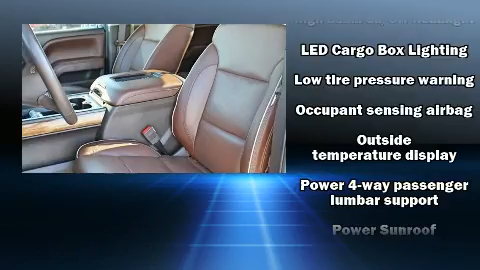 LED Cargo Box Lighting
Low tire pressure warning
Occupant sensing airbag
Outside
temperature display
Power 4-way passenger
lumbar support
Power Sunroof